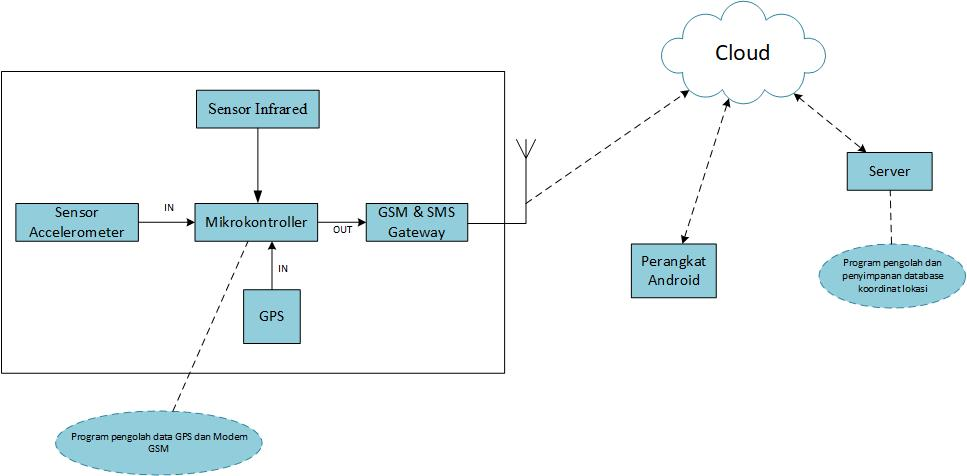 Cloud
Sensor Infrared
Server
Sensor
Accelerometer
IN
Mikrokontroller
OUT
GSM & SMS
Gateway
IN
GPS
Perangkat
Android
Program pengolah dan
penyimpanan database
koordinat lokasi
Program pengolah data GPS dan Modem
GSM